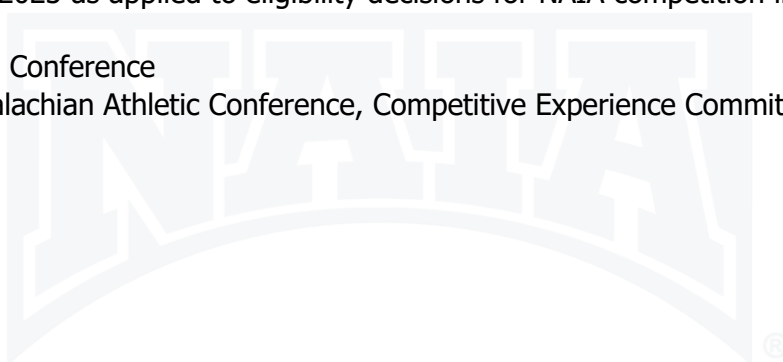 2023 as applied to eligibility decisions for NAIA competition i
Conference
alachian Athletic Conference, Competitive Experience Commit
NAIA
®